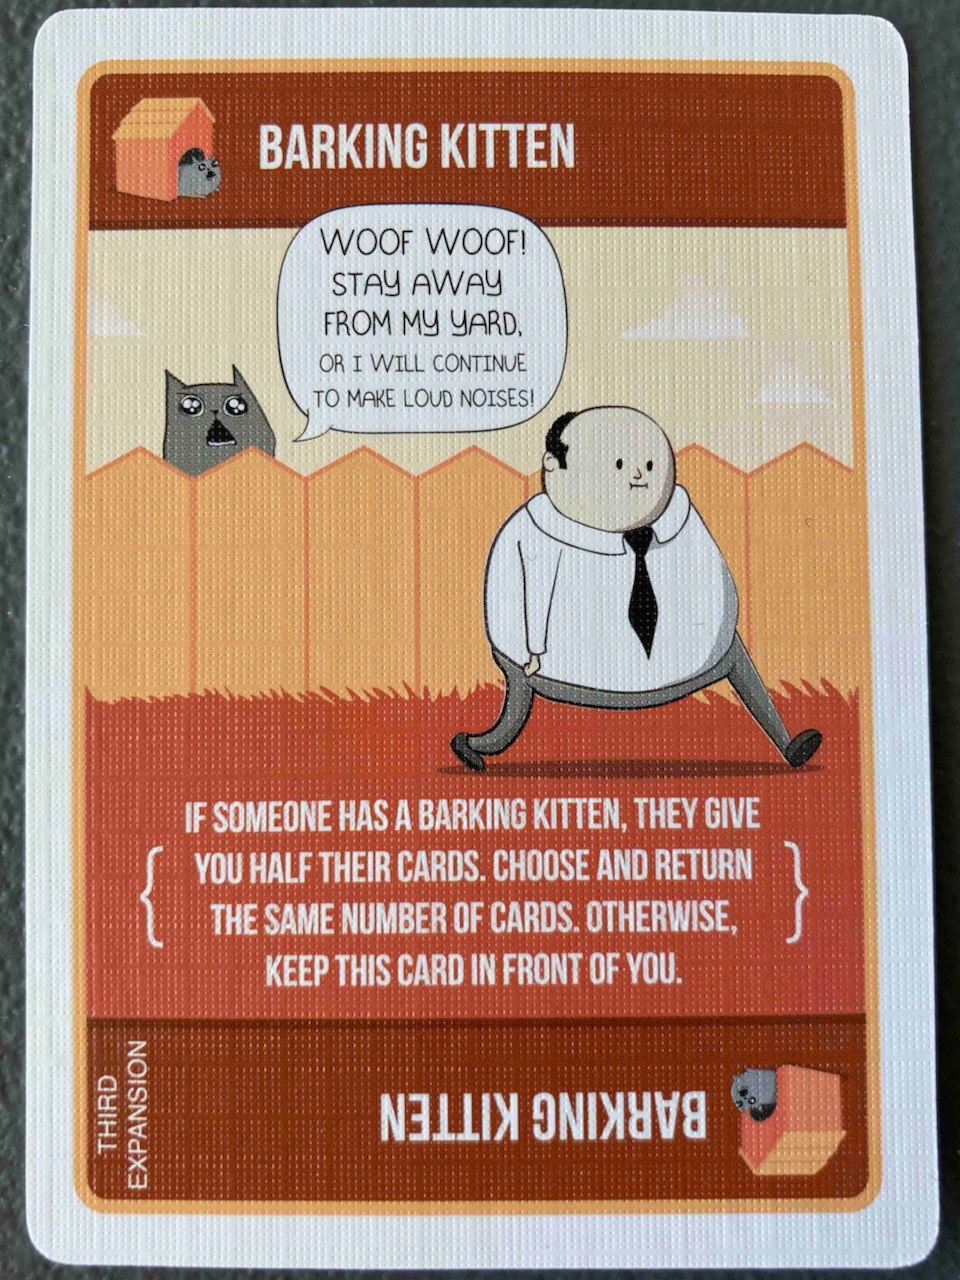 BARKING KITTEN
WOOF WOOF!
STAY AWAY
FROM MY YARD,
OR I WILL CONTINUE
TO MAKE LOUD NOISES!
IF SOMEONE HAS A BARKING KITTEN, THEY GIVE
YOU HALF THEIR CARDS. CHOOSE AND RETURN
THE SAME NUMBER OF CARDS. OTHERWISE,
KEEP THIS CARD IN FRONT OF YOU.
THIRD
EXPANSION
BARKING KITTEN